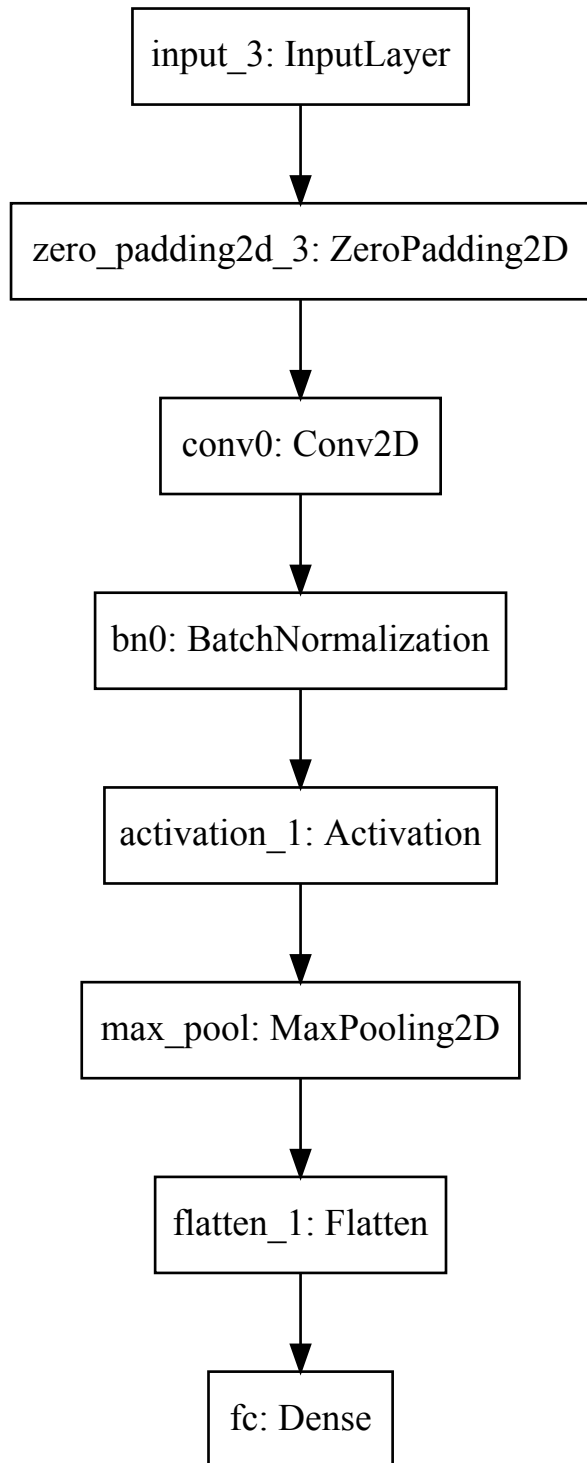 input_3: InputLayer
zero_padding2d_3: ZeroPadding2D
conv0: Conv2D
bn0: BatchNormalization
activation_1: Activation
max_pool: MaxPooling2D
flatten_1: Flatten
fc: Dense